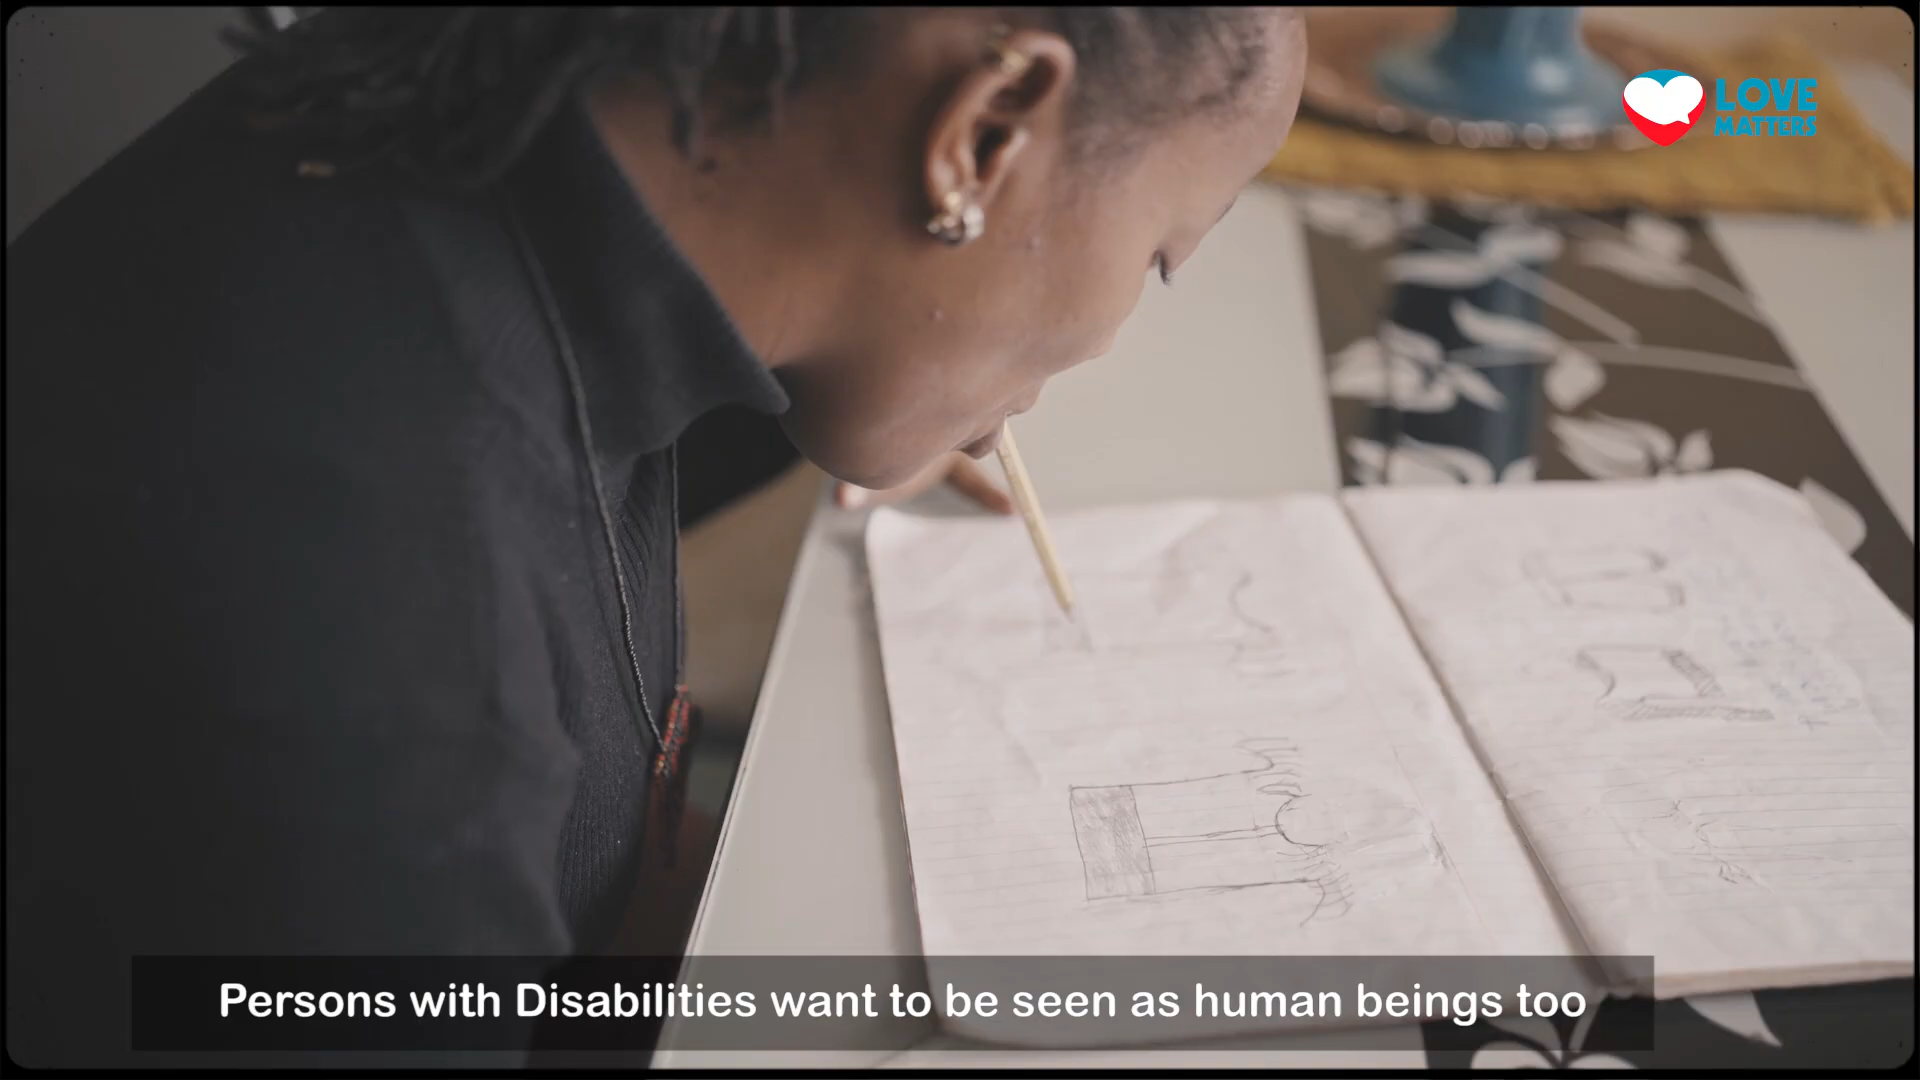 LOVE
MATTERS
Persons with Disabilities want to be seen as human beings too